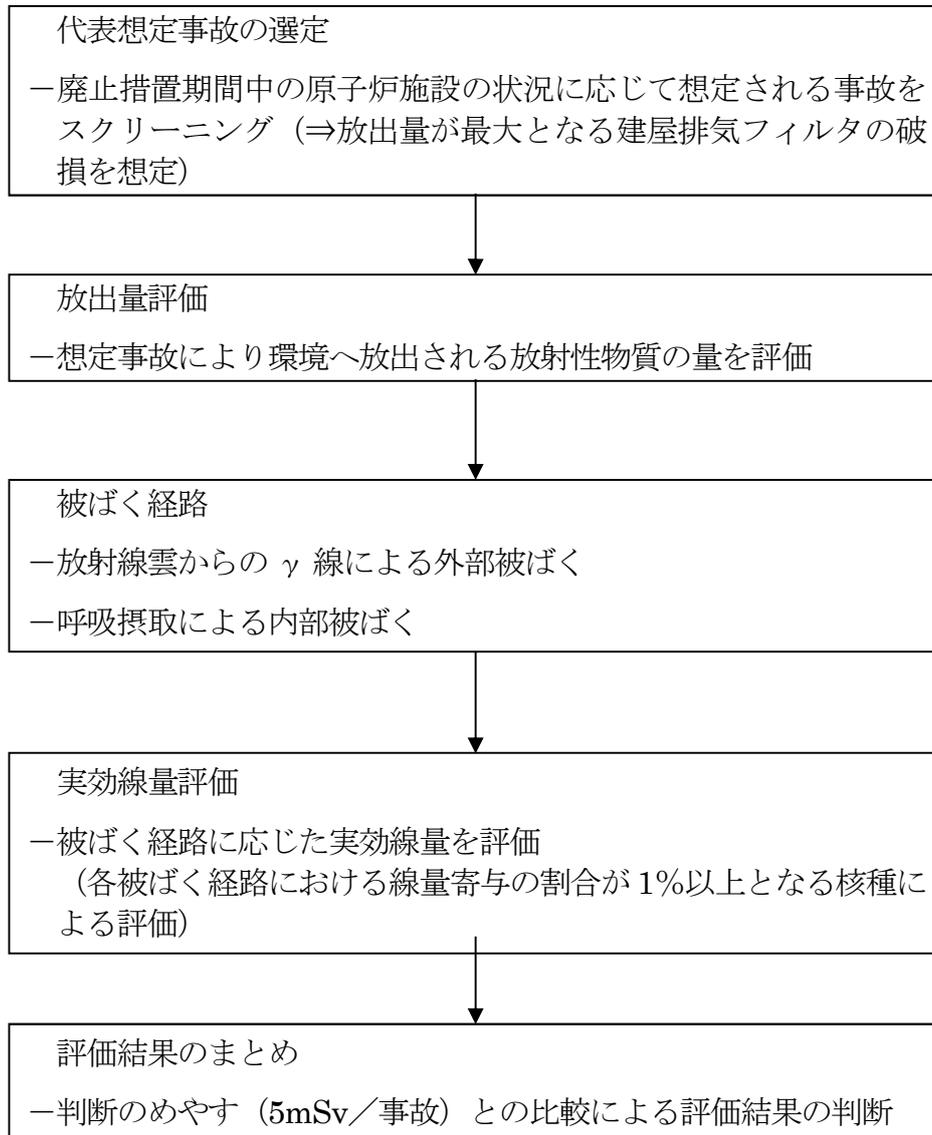 代表想定事故の選定
－廃止措置期間中の原子炉施設の状況に応じて想定される事故を
スクリーニング（⇒放出量が最大となる建屋排気フィルタの破
損を想定）
放出量評価
－想定事故により環境へ放出される放射性物質の量を評価
被ばく経路
－放射線雲からの γ 線による外部被ばく
－呼吸摂取による内部被ばく
実効線量評価
－被ばく経路に応じた実効線量を評価
（各被ばく経路における線量寄与の割合が 1％以上となる核種に
よる評価）
評価結果のまとめ
－判断のめやす（5mSv／事故）との比較による評価結果の判断